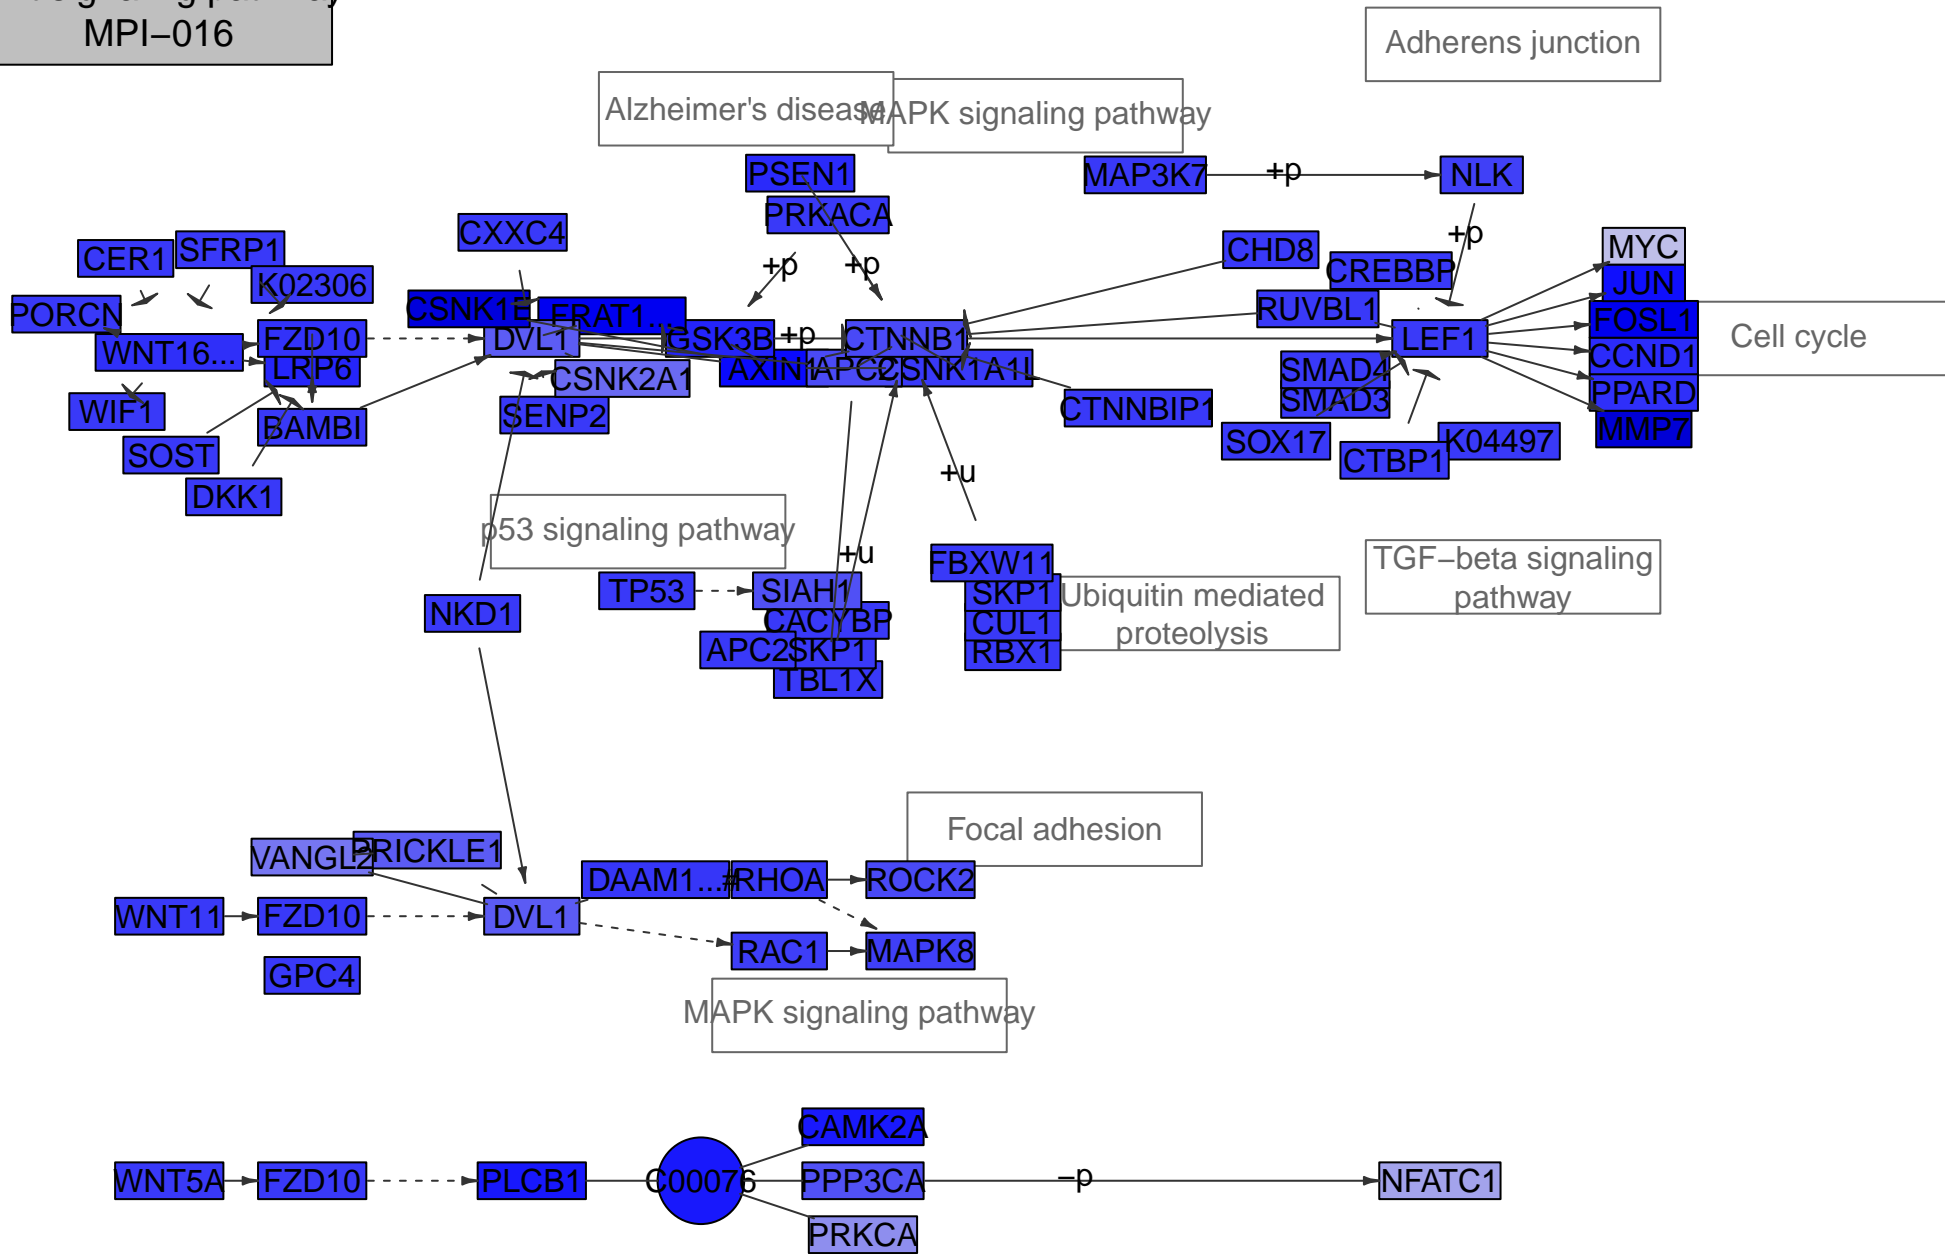 signaling pathway
MPI−016
Adherens junction
Alzheimer's disease
MAPK signaling pathway
PSEN1
MAP3K7
+p
NLK
PRKACA
CXXC4
CER1
SFRP1
CHD8
+p
MYC
+p
+p
CREBBP
K02306
JUN
PORCN
CSNK1E
FRAT1...
RUVBL1
FOSL1
WNT16...
FZD10
DVL1
GSK3B
+p
CTNNB1
LEF1
Cell cycle
LRP6
CSNK2A1
AXIN1
APC2
CSNK1A1L
SMAD4
CCND1
WIF1
BAMBI
SENP2
CTNNBIP1
SMAD3
PPARD
SOST
SOX17
CTBP1
K04497
MMP7
DKK1
+u
p53 signaling pathway
+u
FBXW11
TGF−beta signaling
pathway
TP53
SIAH1
SKP1
Ubiquitin mediated
proteolysis
NKD1
CACYBP
CUL1
APC2
SKP1
RBX1
TBL1X
Focal adhesion
VANGL2
PRICKLE1
DAAM1...
RHOA
ROCK2
WNT11
FZD10
DVL1
RAC1
MAPK8
GPC4
MAPK signaling pathway
CAMK2A
WNT5A
FZD10
PLCB1
C00076
PPP3CA
−p
NFATC1
PRKCA